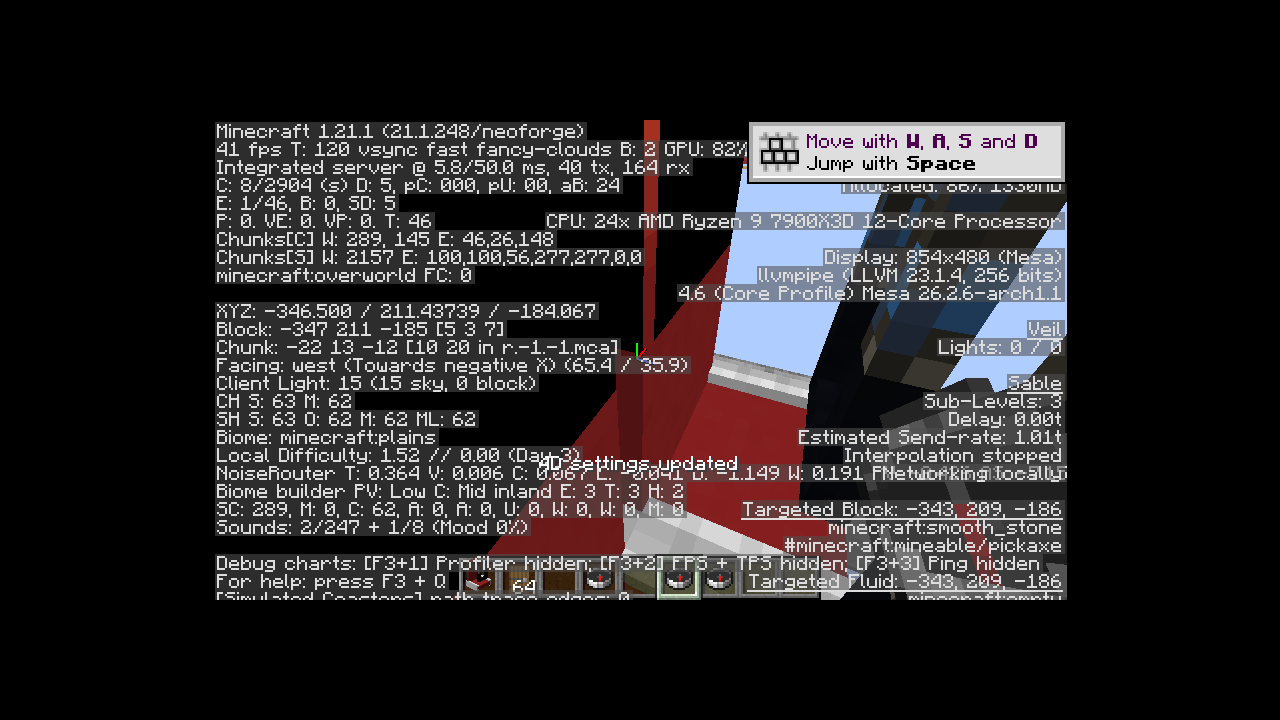 Minecraft 1.21.1 (21.1.248/neoforge)
41 fps T: 120 vsync fast fancy-clouds B: 2 GPU: 82%
Integrated server @ 5.8/50.0 ms, 40 tx, 164 rx
C: 8/2904 (s) D: 5, pC: 000, pU: 00, aB: 24
E: 1/46, B: 0, SD: 5
P: 0. VE: 0 VP: 0. T: 46
Chunks[C] W: 289, 145 E: 46,26,148
Chunks[S] W: 2157 E: 100,100,56,277,277,0,0
minecraft:overworld FC: 0
XYZ: -346.500 / 211.43739 / -184.067
Block: -347 211 -185 [5 3 7]
Chunk: -22 13 -12 [10 20 in r.-1.-1.mca]
Facing: west (Towards negative X) (65.4 / 35.9)
Client Light: 15 (15 sky, 0 block)
CH S: 63 M: 62
SH S: 63 O: 62 M: 62 ML: 62
Biome: minecraft:plains
Local Difficulty: 1.52 // 0.00 (Day 3)
NoiseRouter T: 0.364 V: 0.006 C: -1.149 W: 0.191
Biome builder PV: Low C: Mid inland E: 3 T: 3 H: 2
SC: 289, M: 0, C: 62, A: 0, A: 0, U: 0, W: 0, W: 0, M: 0
Sounds: 2/247 + 1/8 (Mood 0%)
Debug charts: [F3+1] Profiler hidden; [F3+2] FPS + TPS hidden; [F3+3] Ping hidden
For help: press F3 + Q
Move with W, A, S and D
Jump with Space
CPU: 24x AMD Ryzen 9 7900X3D 12-Core Processor
Display: 854x480 (Mesa)
llvmpipe (LLVM 23.1.4, 256 bits)
4.6 (Core Profile) Mesa 26.2.6-arch1.1
Veil
Lights: 0 / 0
Sable
Sub-Levels: 3
Delay: 0.00t
Estimated Send-rate: 1.01t
Interpolation stopped
settings updated
Targeted Block: -343, 209, -186
minecraft:smooth_stone
#minecraft:mineable/pickaxe
Targeted Fluid: -343, 209, -186
64